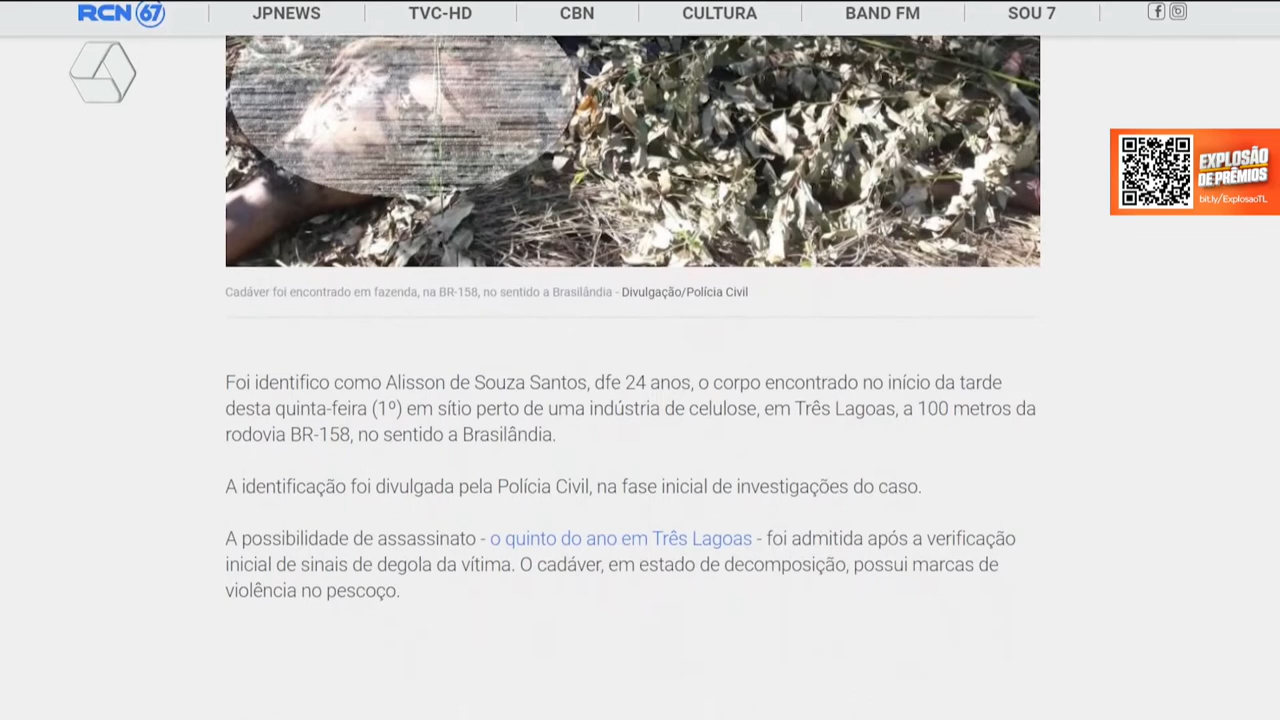 RCN 67
JPNEWS
TVC-HD
CBN
CULTURA
BAND FM
SOU 7
EXPLOSÃO
DE PRÊMIOS
bit.ly/ExplosaoTL
Cadáver foi encontrado em fazenda, na BR-158, no sentido a Brasilândia - Divulgação/Polícia Civil
Foi identifico como Alisson de Souza Santos, dfe 24 anos, o corpo encontrado no início da tarde
desta quinta-feira (1º) em sítio perto de uma indústria de celulose, em Três Lagoas, a 100 metros da
rodovia BR-158, no sentido a Brasilândia.
A identificação foi divulgada pela Polícia Civil, na fase inicial de investigações do caso.
A possibilidade de assassinato - o quinto do ano em Três Lagoas - foi admitida após a verificação
inicial de sinais de degola da vítima. O cadáver, em estado de decomposição, possui marcas de
violência no pescoço.